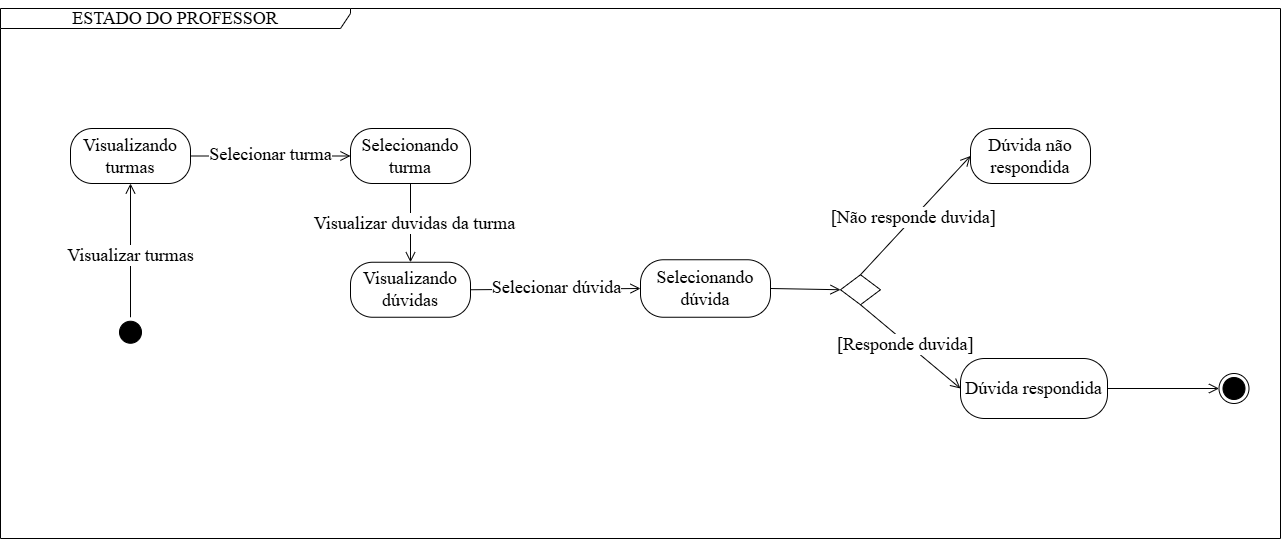 ESTADO DO PROFESSOR
Visualizando
turmas
Selecionar turma
Selecionando
turma
Dúvida não
respondida
Visualizar duvidas da turma
[Não responde duvida]
Visualizar turmas
Visualizando
dúvidas
Selecionar dúvida
Selecionando
dúvida
[Responde duvida]
Dúvida respondida